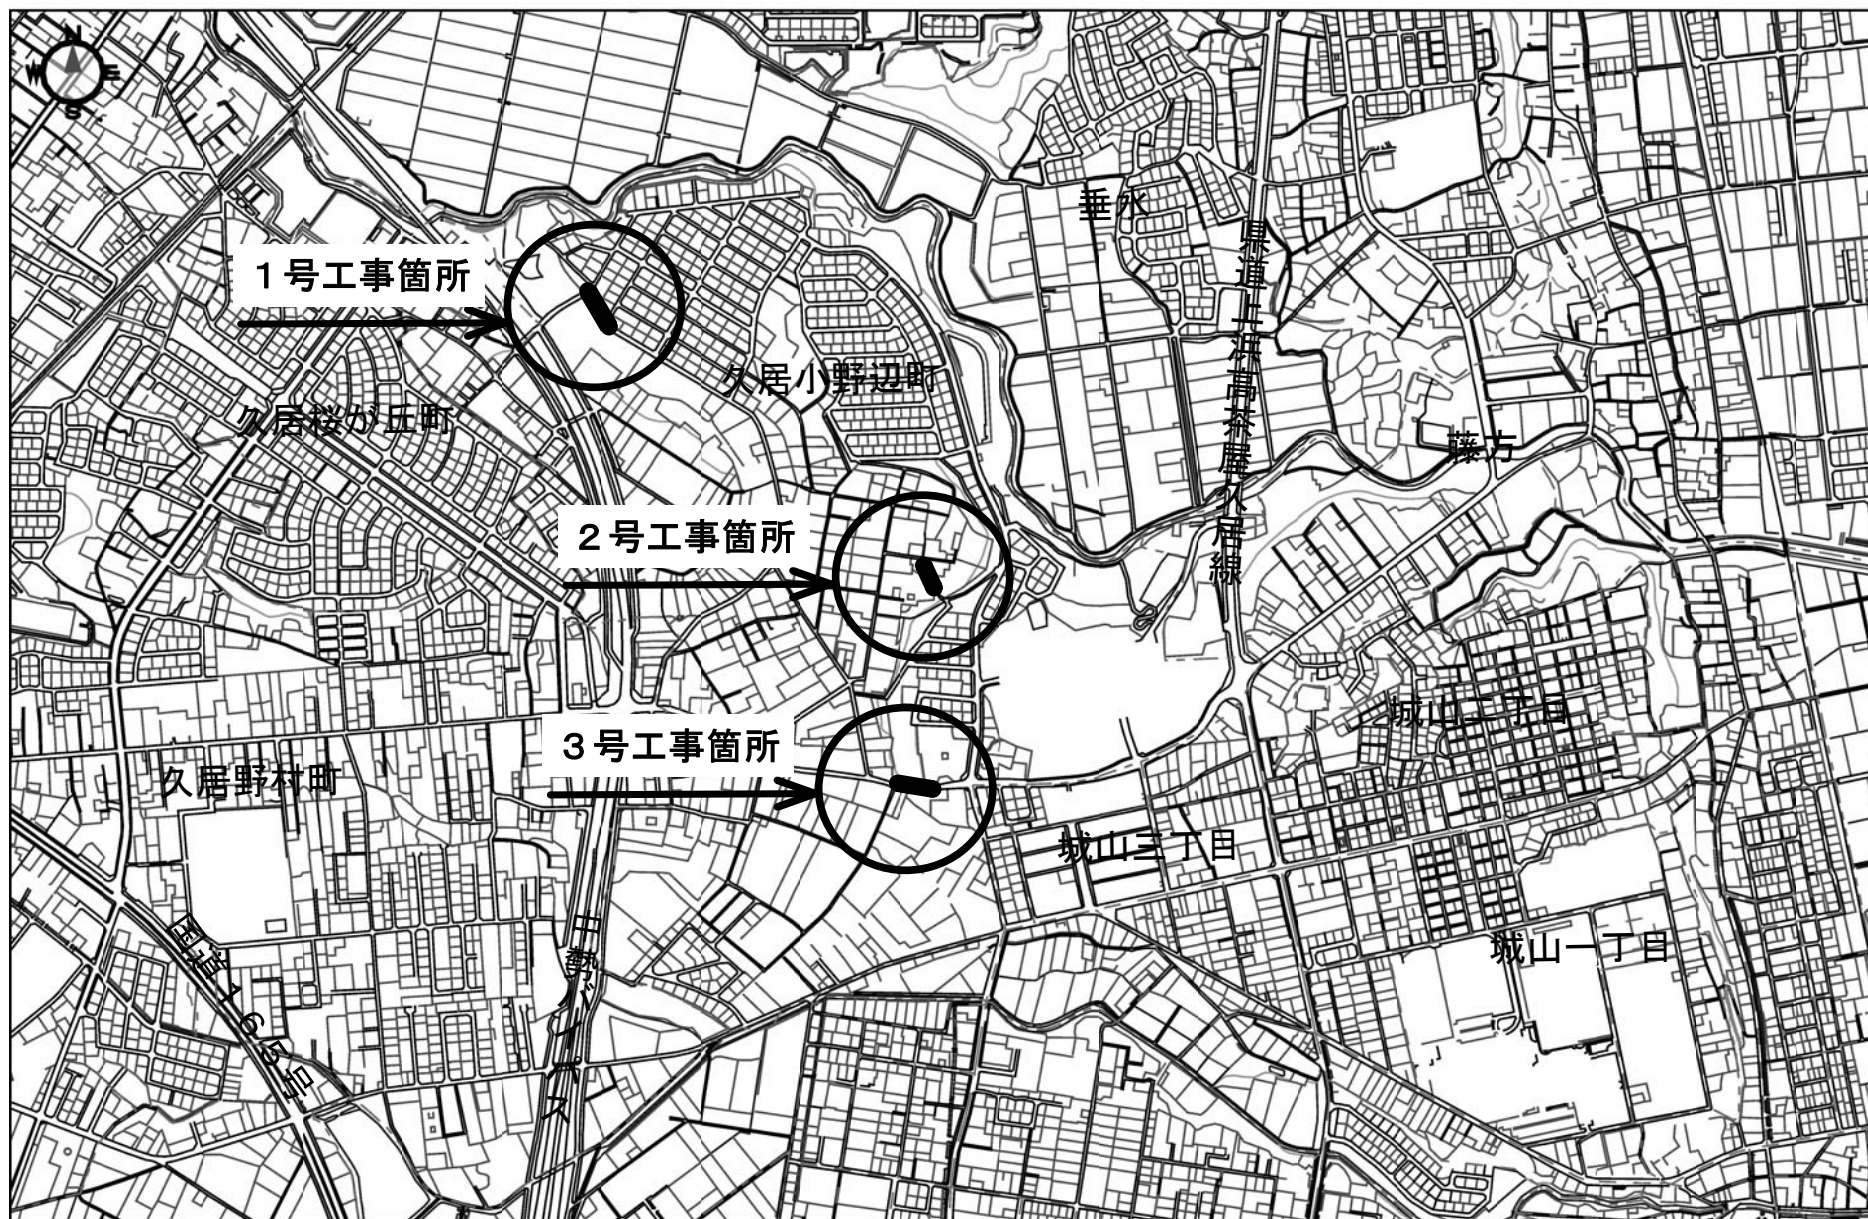 N
W E
S
垂水
県道上浜高茶屋久居線
1号工事箇所
久居小野辺町
久居桜が丘町
藤方
2号工事箇所
城山二丁目
3号工事箇所
久居野村町
城山三丁目
国道165号
中勢バイパス
城山一丁目